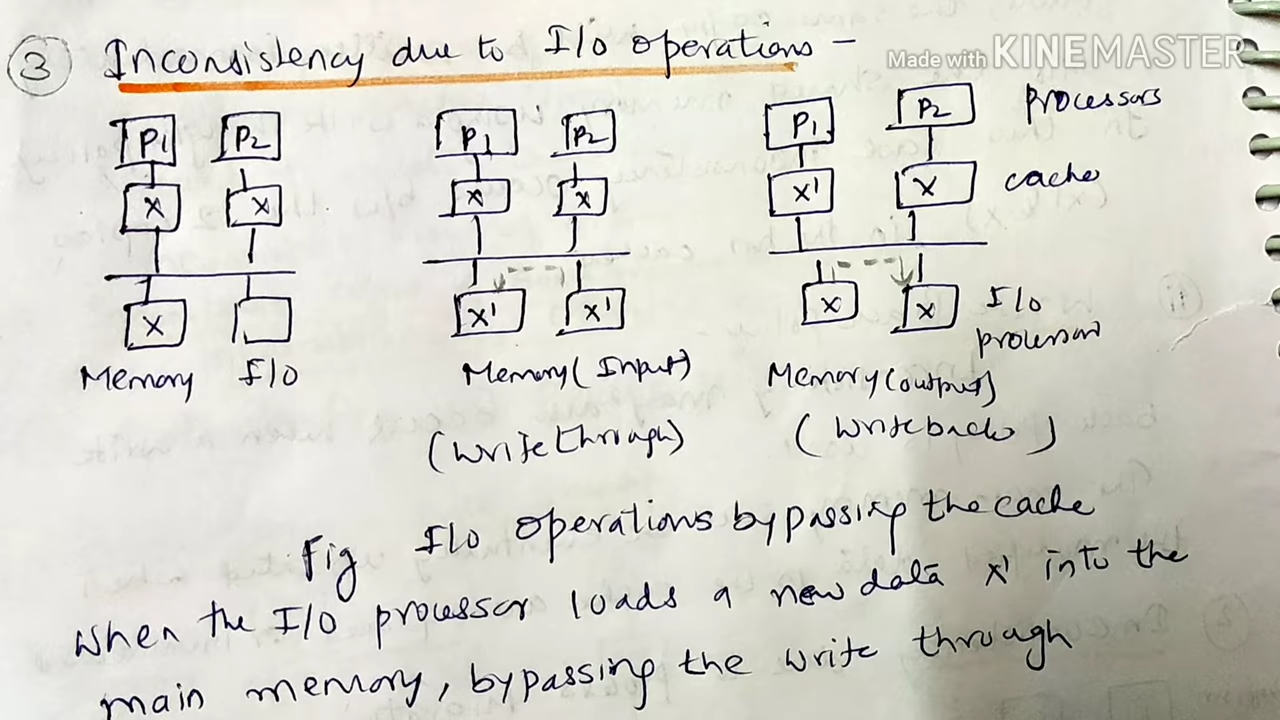 3 Inconsistency due to I/O operations -
Made with KINEMASTER
P1 P2 P1 P2 P1 P2 processors
X X X X X' X cache
X X' X' X X I/O
processor
Memory I/O Memory (Input) Memory (output)
(Write through) (Write back)
Fig I/O operations bypassing the cache
When the I/O processor loads a new data X' into the
main memory, bypassing the write through